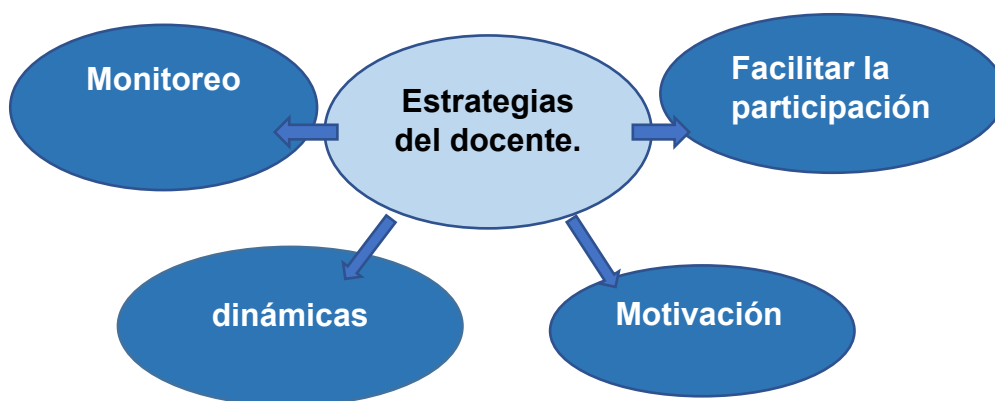 Monitoreo
Estrategias
del docente.
Facilitar la
participación
dinámicas
Motivación